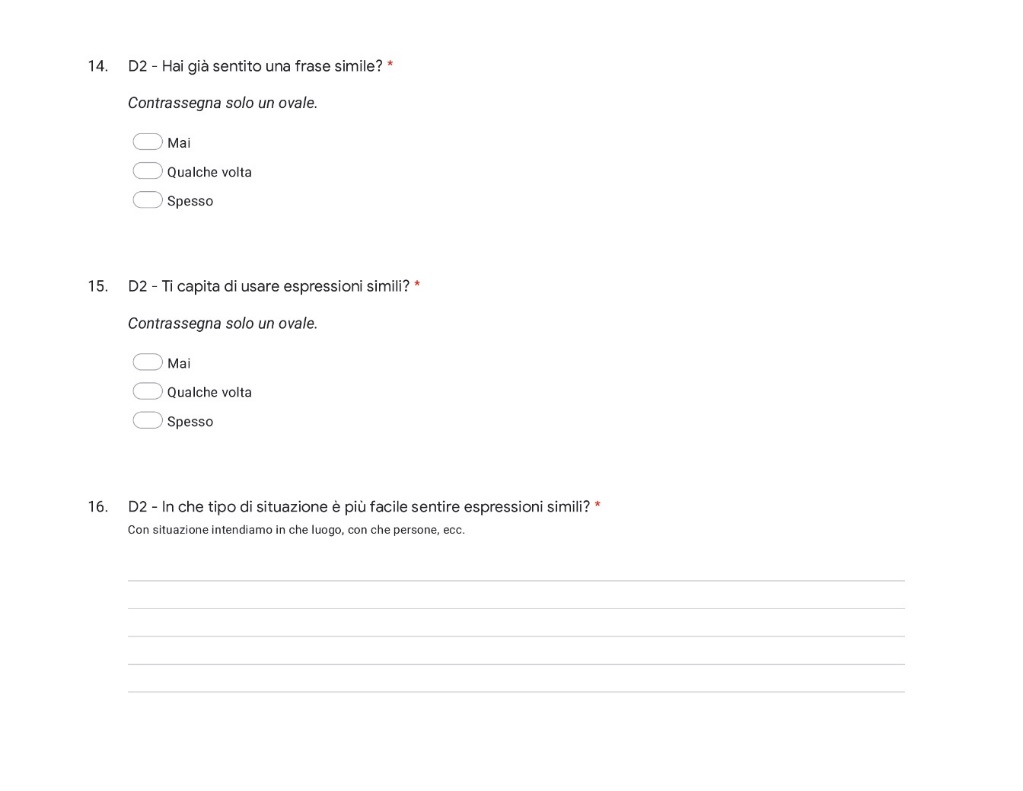 14. D2 - Hai già sentito una frase simile? *
Contrassegna solo un ovale.
Mai
Qualche volta
Spesso
15. D2 - Ti capita di usare espressioni simili? *
Contrassegna solo un ovale.
Mai
Qualche volta
Spesso
16. D2 - In che tipo di situazione è più facile sentire espressioni simili? *
Con situazione intendiamo in che luogo, con che persone, ecc.